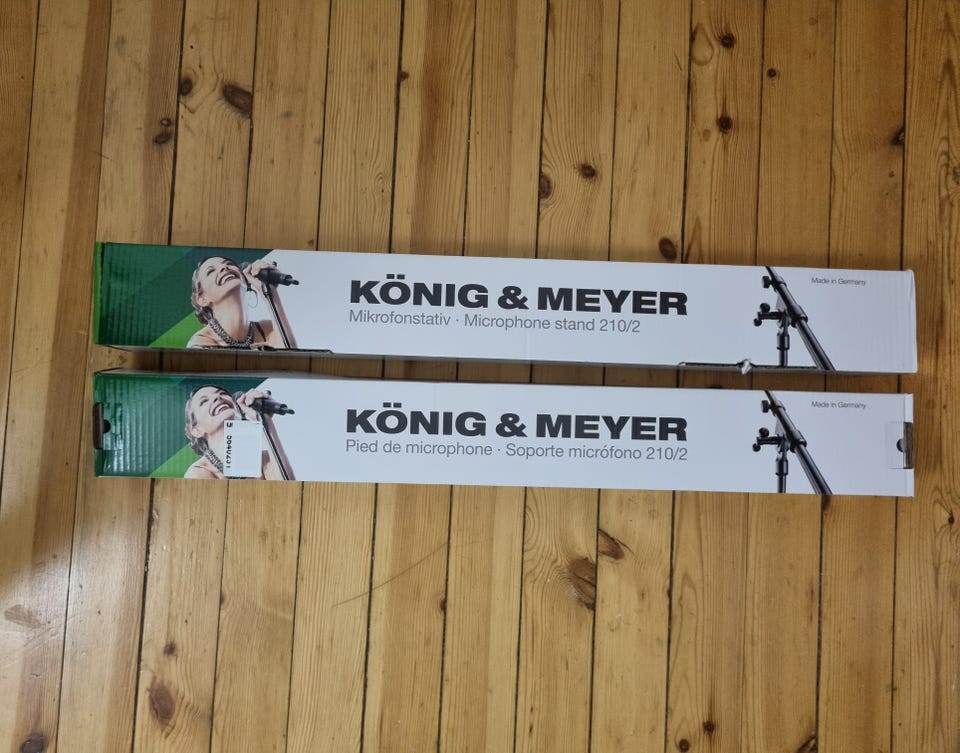 KÖNIG & MEYER
Mikrofonstativ · Microphone stand 210/2
Made in Germany
KÖNIG & MEYER
Pied de microphone · Soporte micrófono 210/2
Made in Germany